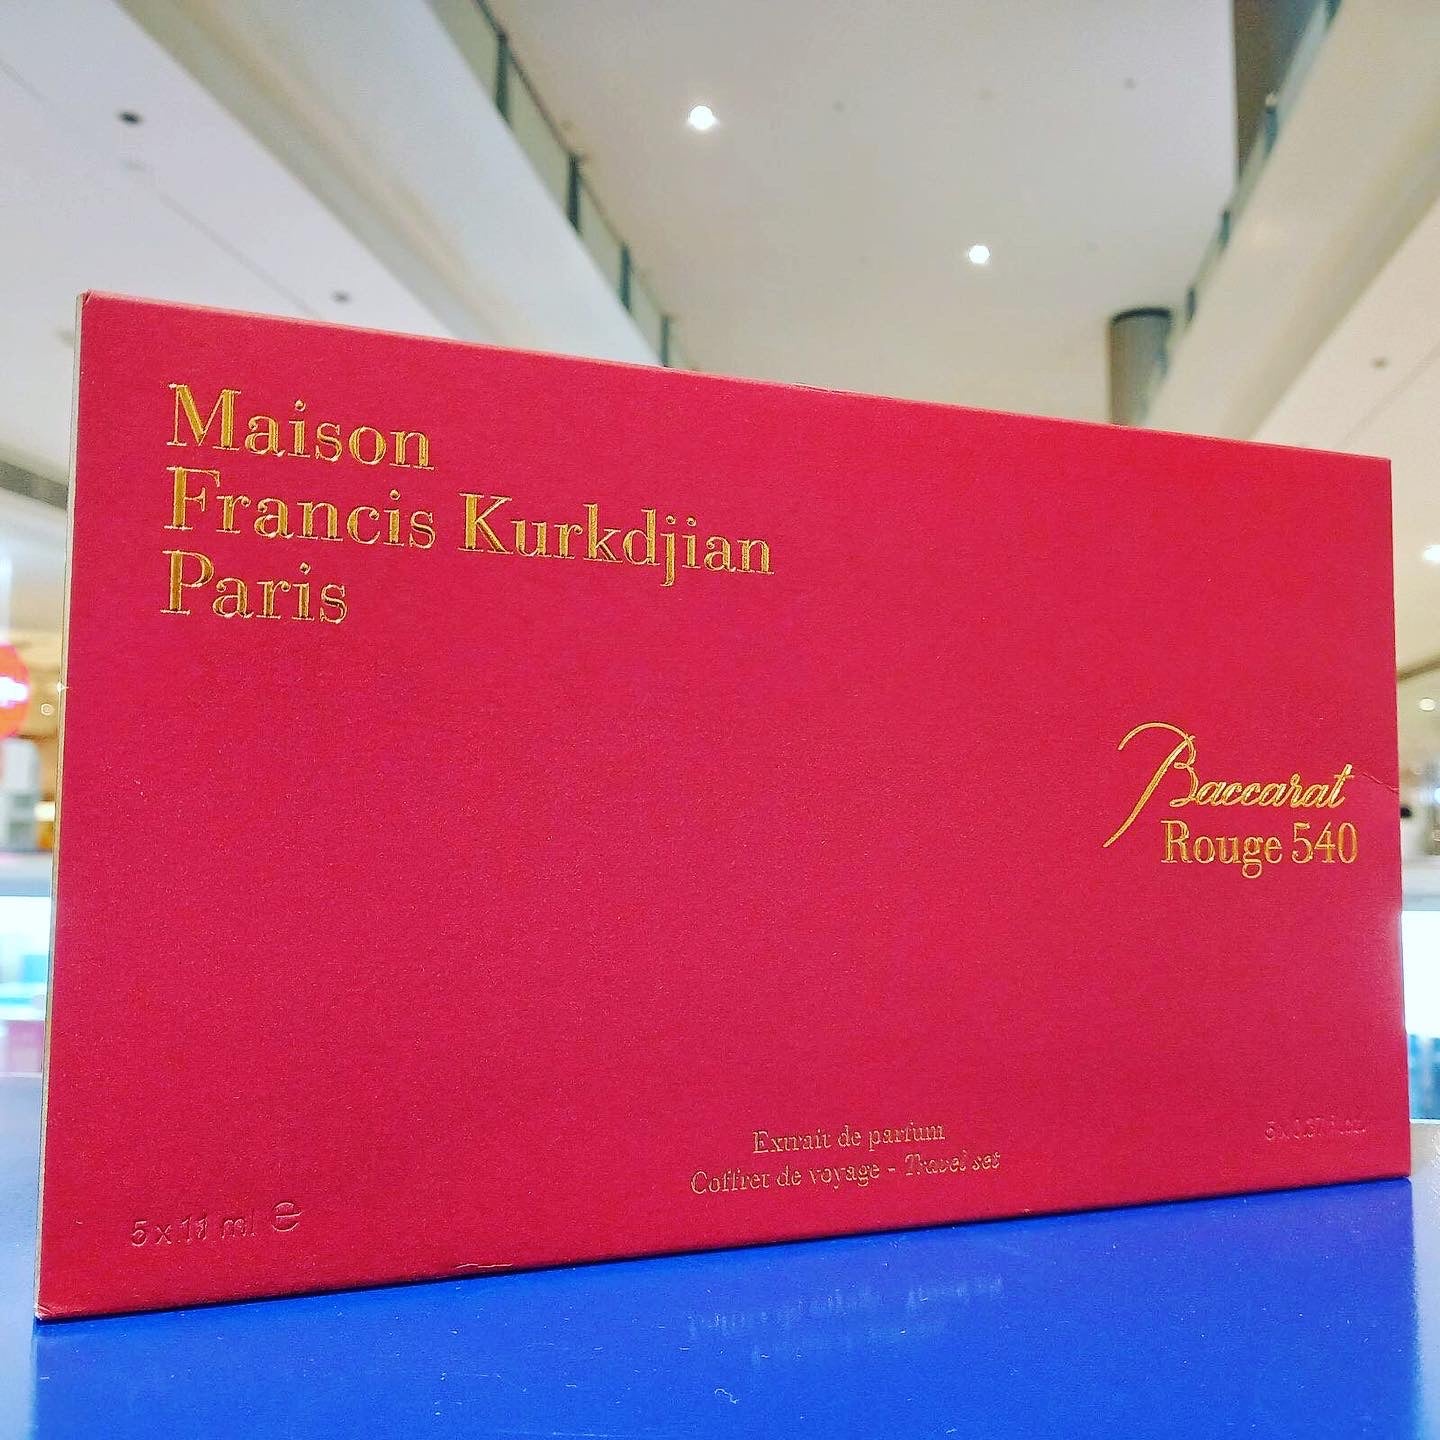 Maison
Francis Kurkdjian
Paris
Baccarat
Rouge 540
Extrait de parfum
Coffret de voyage - Travel set
5 x 11 ml e